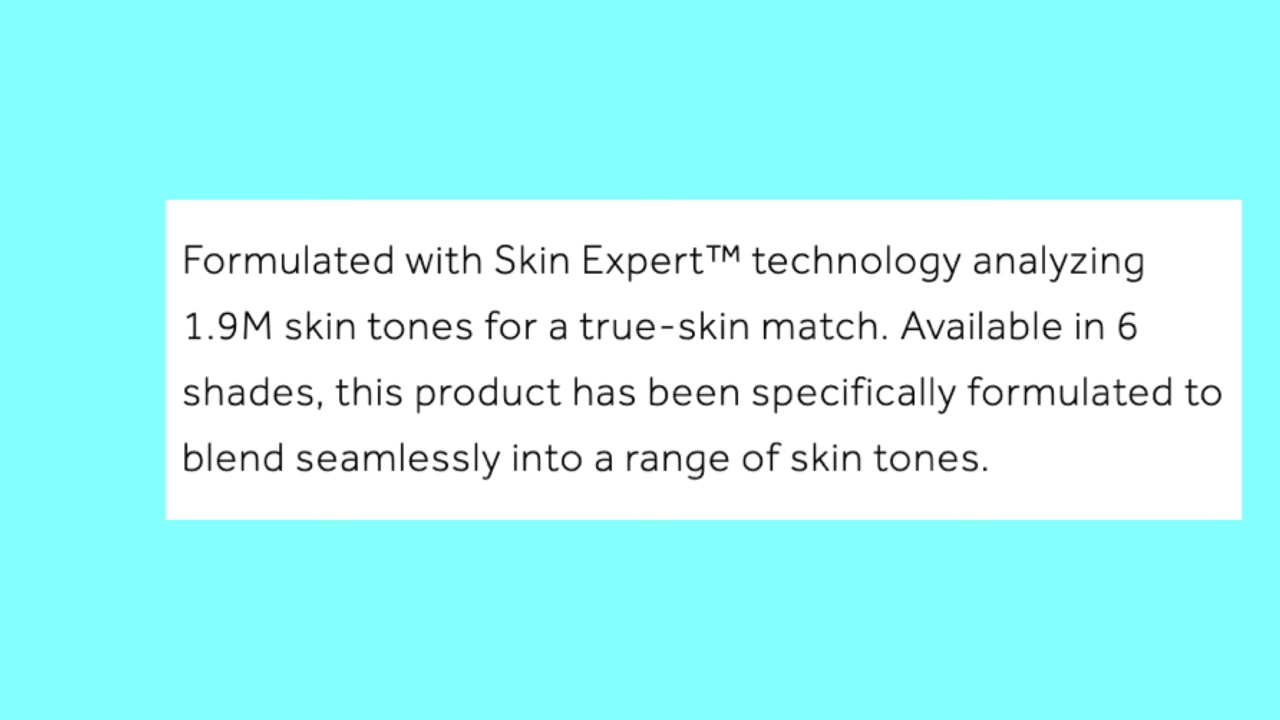 Formulated with Skin Expert™ technology analyzing
1.9M skin tones for a true-skin match. Available in 6
shades, this product has been specifically formulated to
blend seamlessly into a range of skin tones.